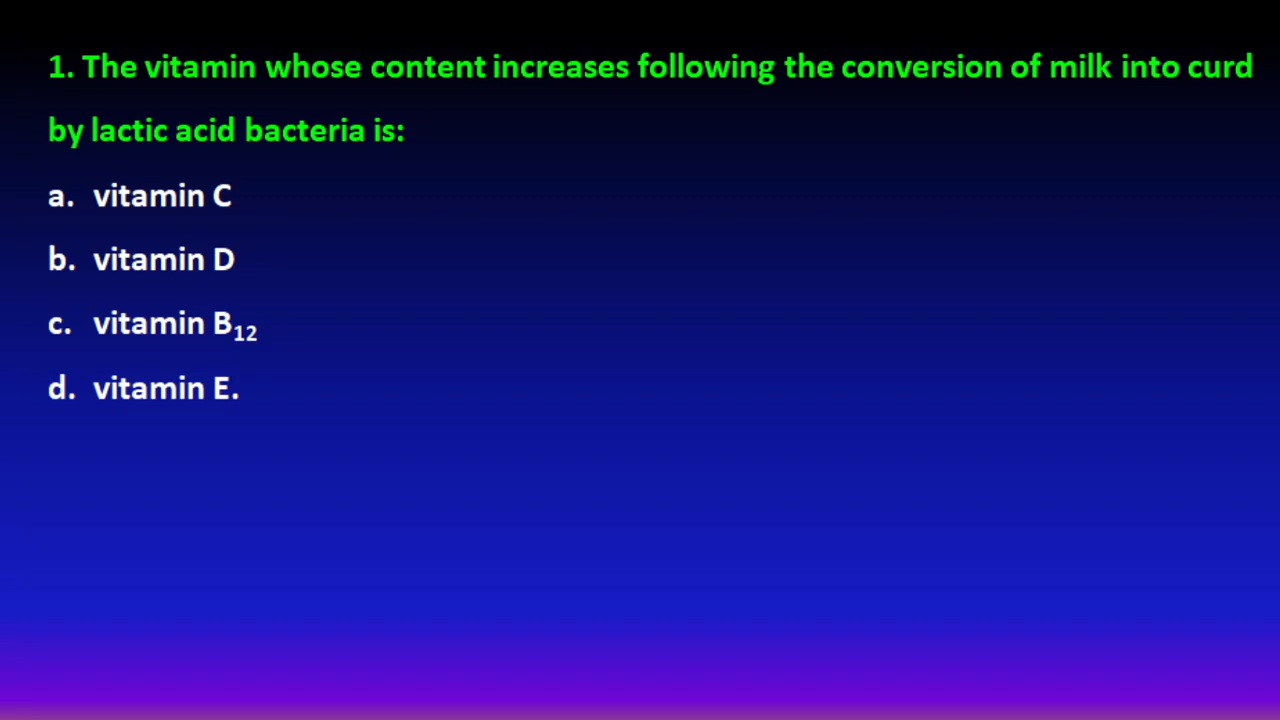 1. The vitamin whose content increases following the conversion of milk into curd
by lactic acid bacteria is:
a. vitamin C
b. vitamin D
c. vitamin B₁₂
d. vitamin E.